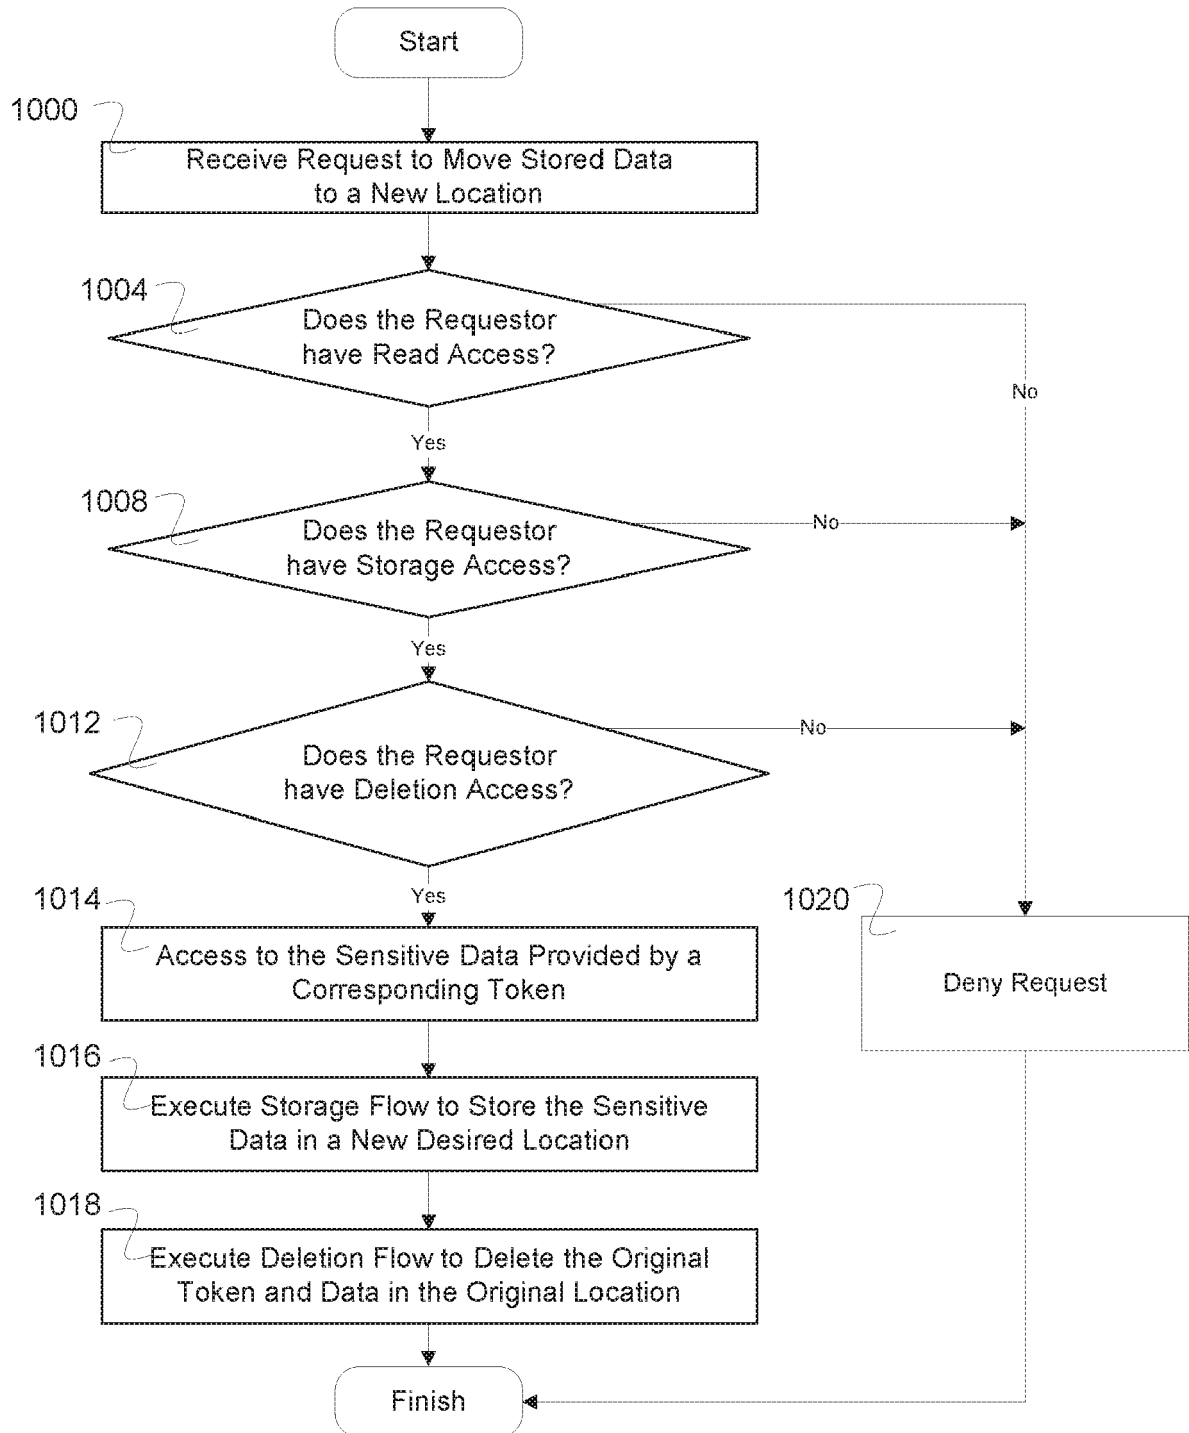 Start
1000
Receive Request to Move Stored Data
to a New Location
1004
Does the Requestor
have Read Access?
No
Yes
1008
Does the Requestor
have Storage Access?
No
Yes
1012
Does the Requestor
have Deletion Access?
No
Yes
1014
Access to the Sensitive Data Provided by a
Corresponding Token
1020
Deny Request
1016
Execute Storage Flow to Store the Sensitive
Data in a New Desired Location
1018
Execute Deletion Flow to Delete the Original
Token and Data in the Original Location
Finish